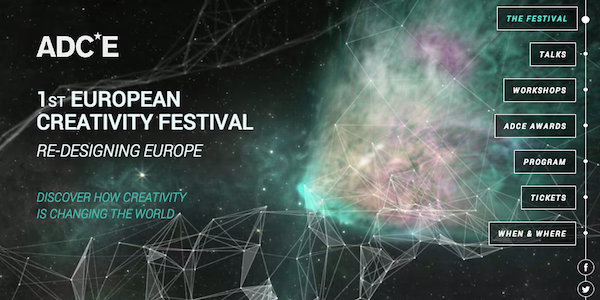 ADC*E
1ST EUROPEAN
CREATIVITY FESTIVAL
RE-DESIGNING EUROPE
DISCOVER HOW CREATIVITY
IS CHANGING THE WORLD
THE FESTIVAL
TALKS
WORKSHOPS
ADCE AWARDS
PROGRAM
TICKETS
WHEN & WHERE